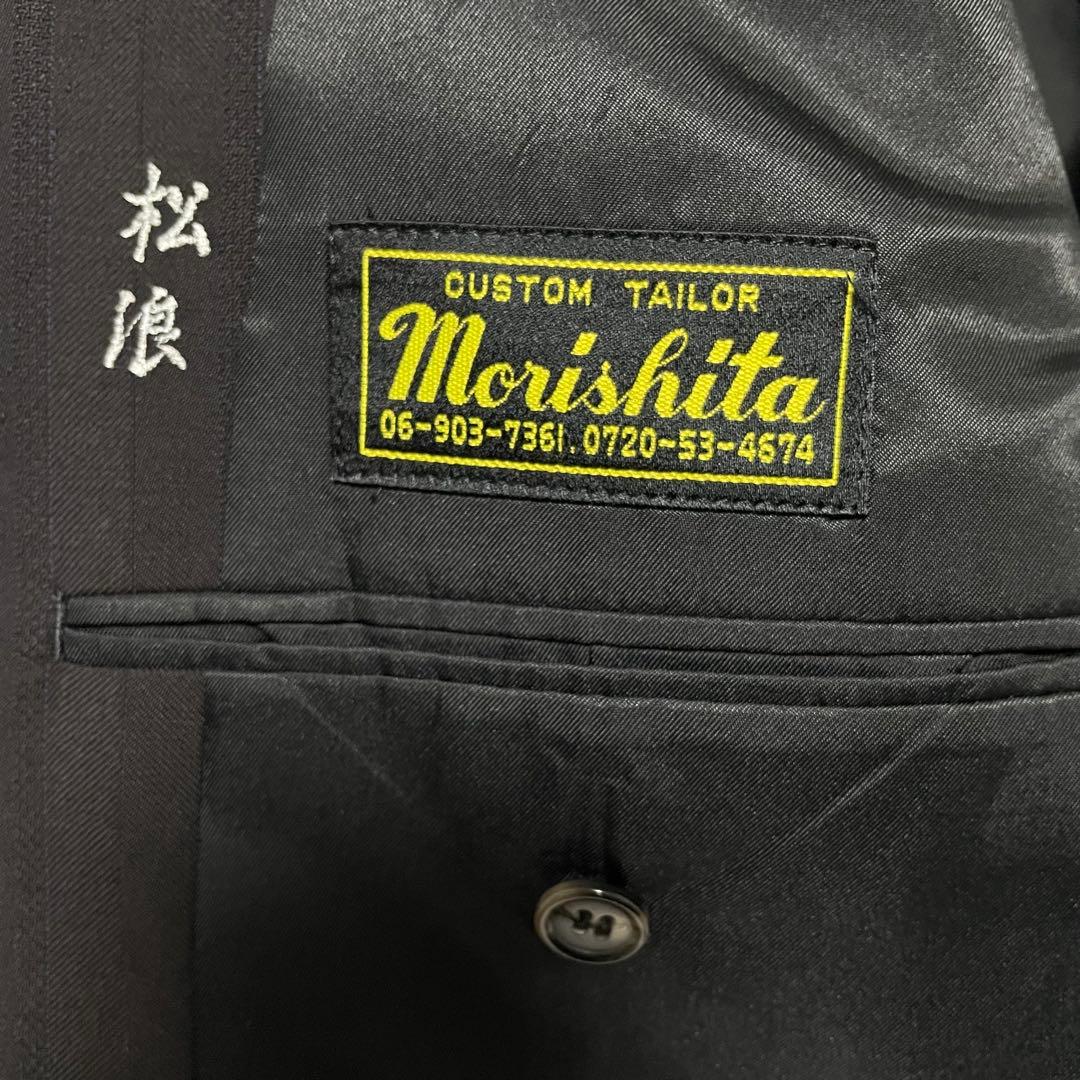 松浪
CUSTOM TAILOR
Morishita
06-903-7361.0720-53-4674